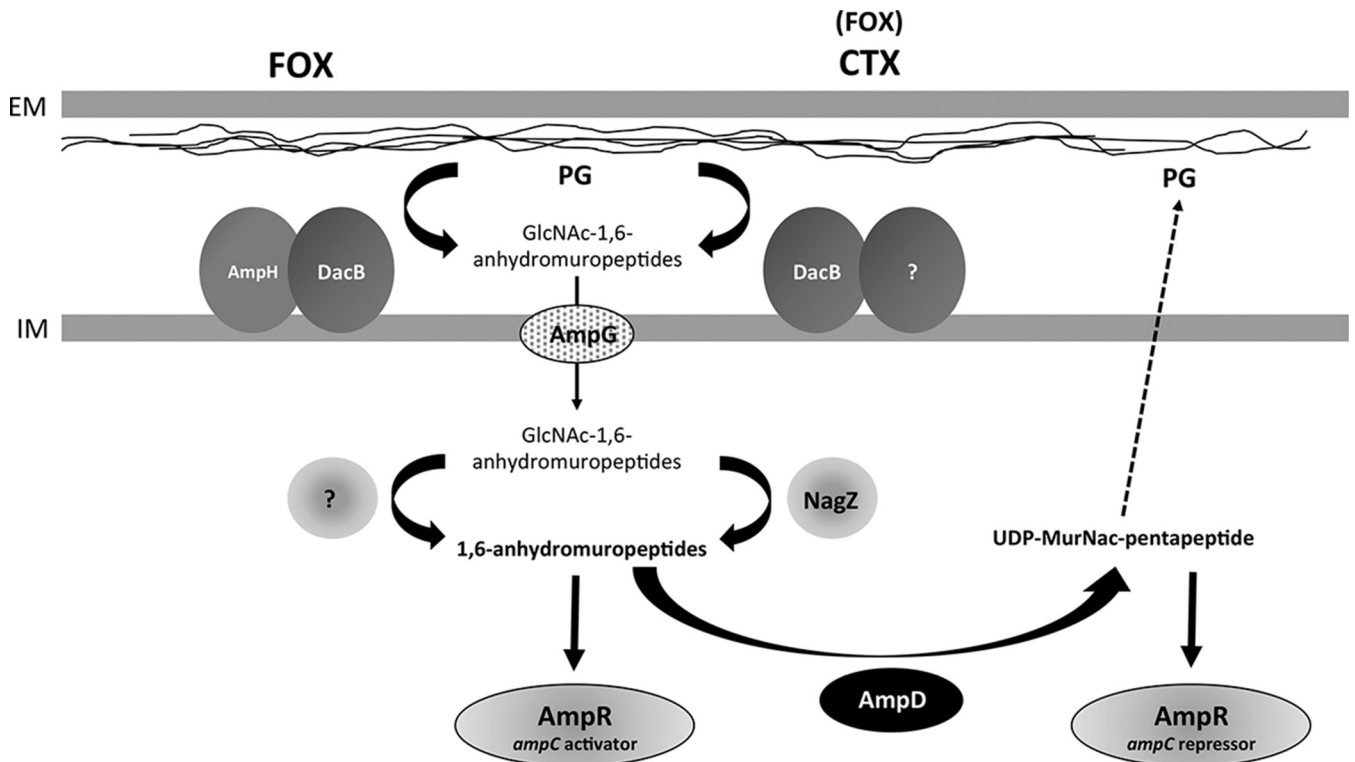 (FOX)
FOX
CTX
EM
PG
PG
GlcNAc-1,6-
anhydromuropeptides
AmpH
DacB
DacB
?
IM
AmpG
GlcNAc-1,6-
anhydromuropeptides
?
NagZ
1,6-anhydromuropeptides
UDP-MurNac-pentapeptide
AmpD
AmpR
ampC activator
AmpR
ampC repressor